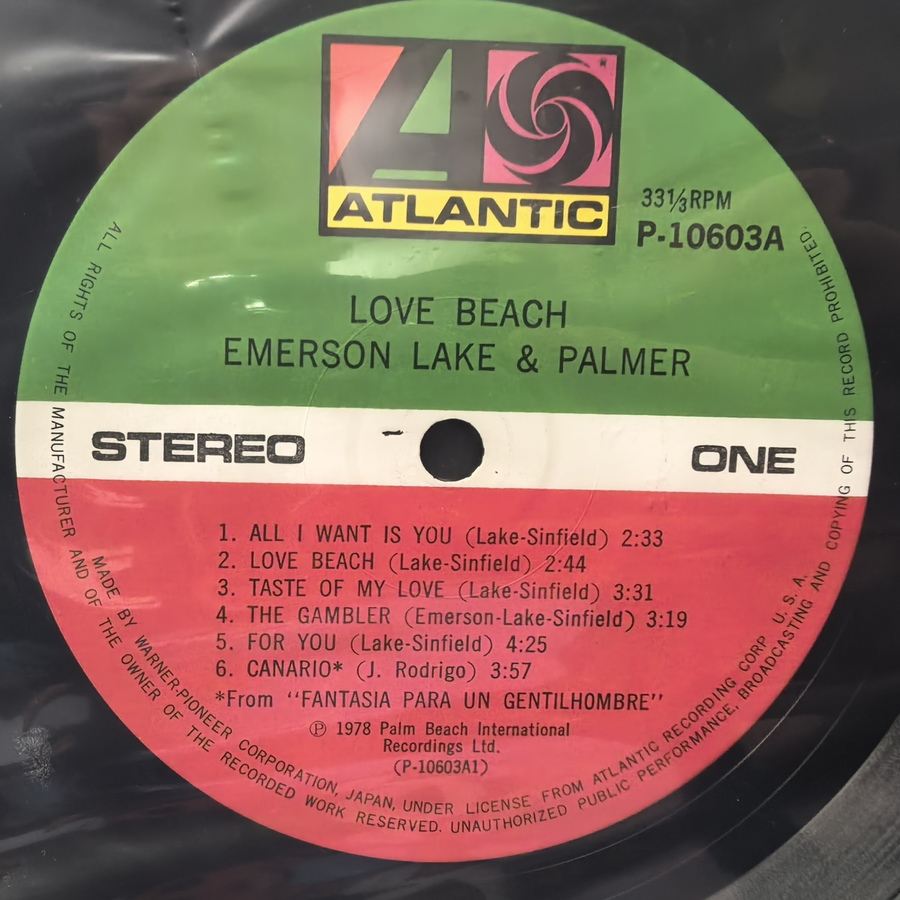 ATLANTIC
33⅓RPM
P-10603A
LOVE BEACH
EMERSON LAKE & PALMER
STEREO
ONE
1. ALL I WANT IS YOU (Lake-Sinfield) 2:33
2. LOVE BEACH (Lake-Sinfield) 2:44
3. TASTE OF MY LOVE (Lake-Sinfield) 3:31
4. THE GAMBLER (Emerson-Lake-Sinfield) 3:19
5. FOR YOU (Lake-Sinfield) 4:25
6. CANARIO* (J. Rodrigo) 3:57
*From "FANTASIA PARA UN GENTILHOMBRE"
℗ 1978 Palm Beach International
Recordings Ltd.
(P-10603A1)
MADE BY WARNER-PIONEER CORPORATION, JAPAN, UNDER LICENSE FROM ATLANTIC RECORDING CORP. U. S. A.
ALL RIGHTS OF THE MANUFACTURER AND OF THE OWNER OF THE RECORDED WORK RESERVED. UNAUTHORIZED PUBLIC PERFORMANCE, BROADCASTING AND COPYING OF THIS RECORD PROHIBITED.